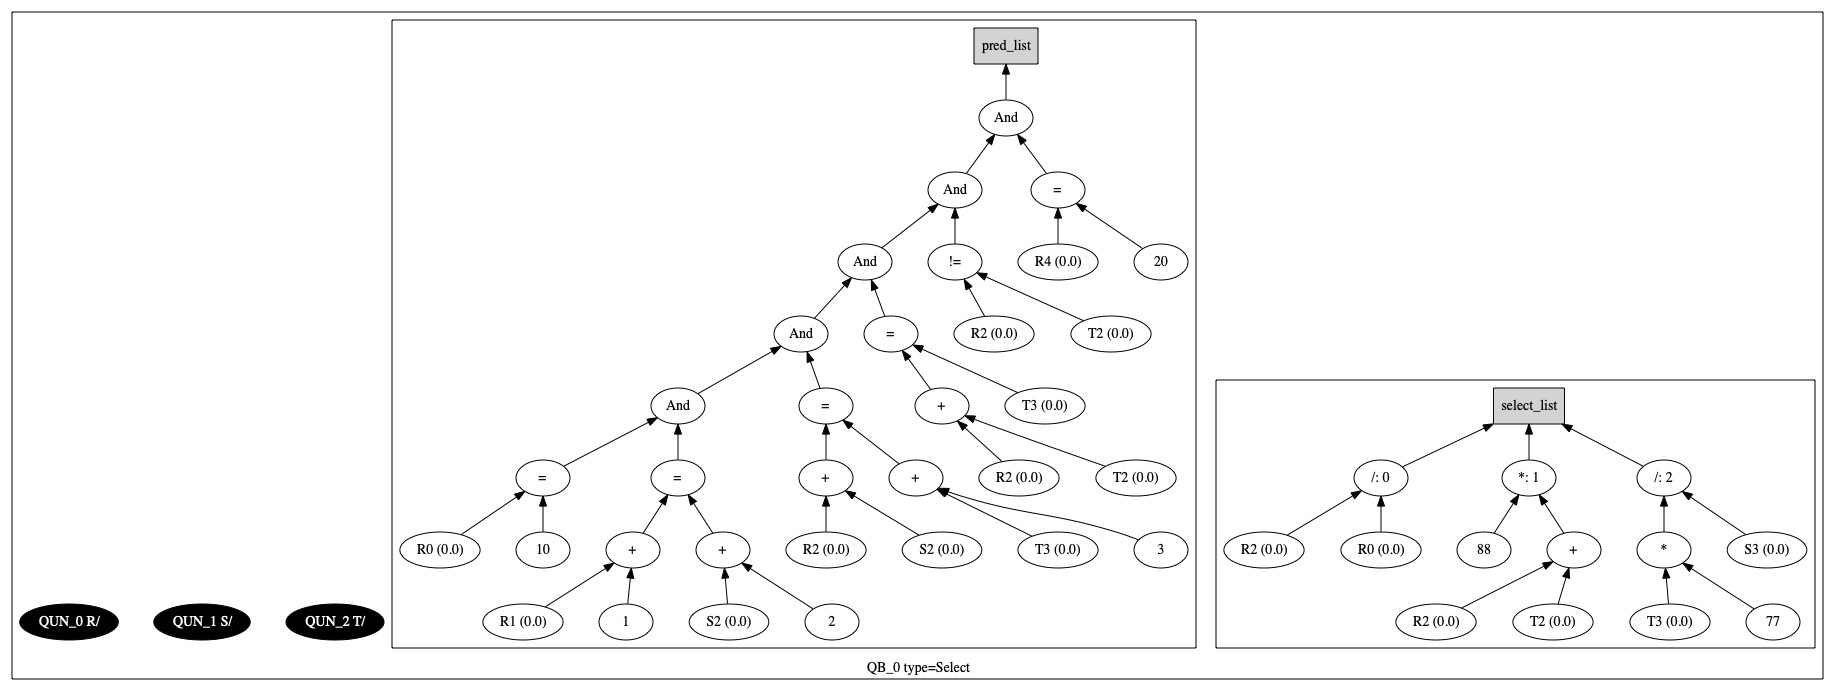 pred_list
And
And
=
And
!=
R4 (0.0)
20
And
=
R2 (0.0)
T2 (0.0)
And
=
+
T3 (0.0)
select_list
=
=
+
+
R2 (0.0)
T2 (0.0)
/: 0
*: 1
/: 2
R0 (0.0)
10
+
+
R2 (0.0)
S2 (0.0)
T3 (0.0)
3
R2 (0.0)
R0 (0.0)
88
+
*
S3 (0.0)
QUN_0 R/
QUN_1 S/
QUN_2 T/
R1 (0.0)
1
S2 (0.0)
2
R2 (0.0)
T2 (0.0)
T3 (0.0)
77
QB_0 type=Select